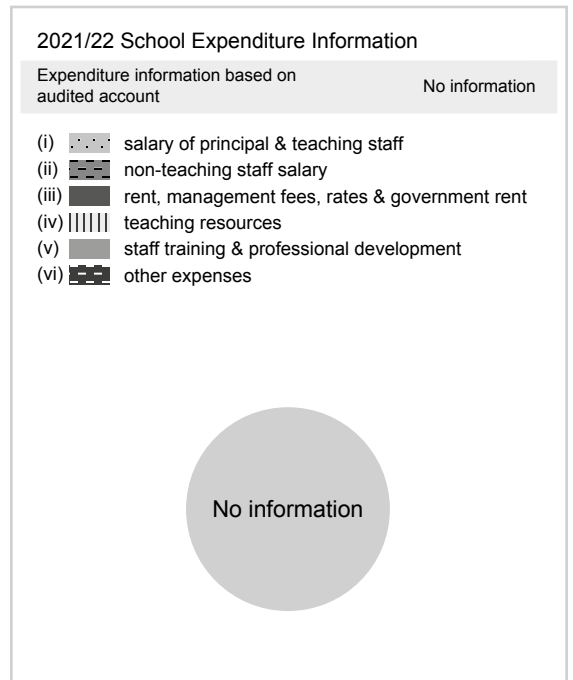 2021/22 School Expenditure Information
Expenditure information based on
audited account
No information
(i) salary of principal & teaching staff
(ii) non-teaching staff salary
(iii) rent, management fees, rates & government rent
(iv) teaching resources
(v) staff training & professional development
(vi) other expenses
No information